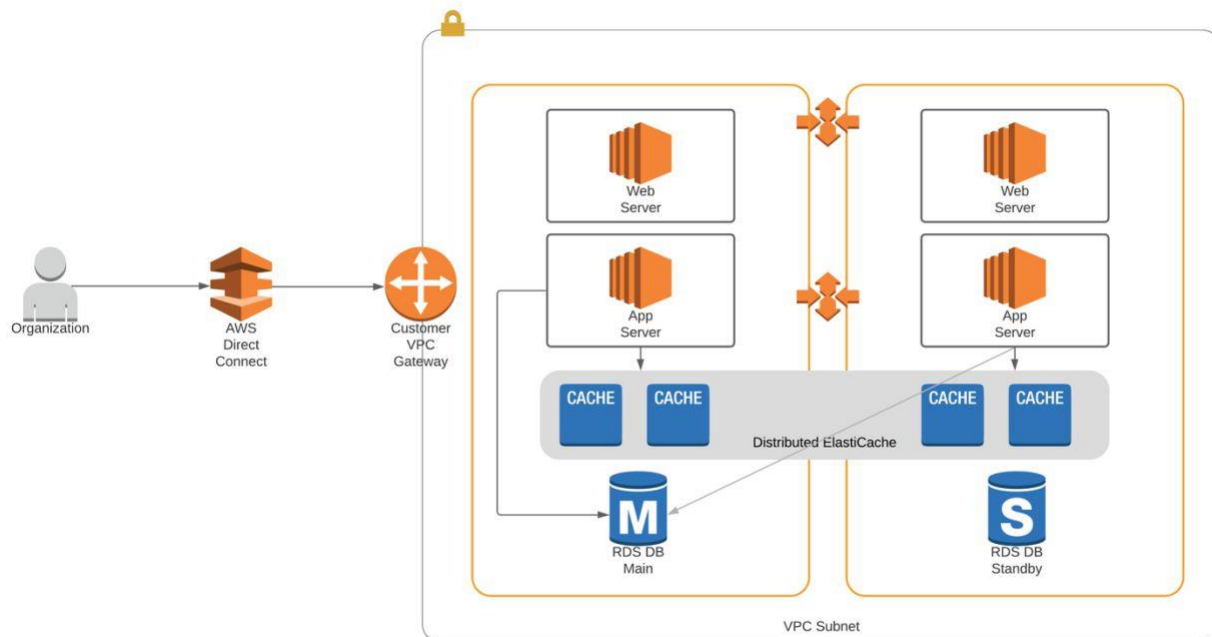 Web
Server
Web
Server
Organization
AWS
Direct
Connect
Customer
VPC
Gateway
App
Server
App
Server
CACHE
CACHE
CACHE
CACHE
Distributed ElastiCache
M
S
RDS DB
Main
RDS DB
Standby
VPC Subnet